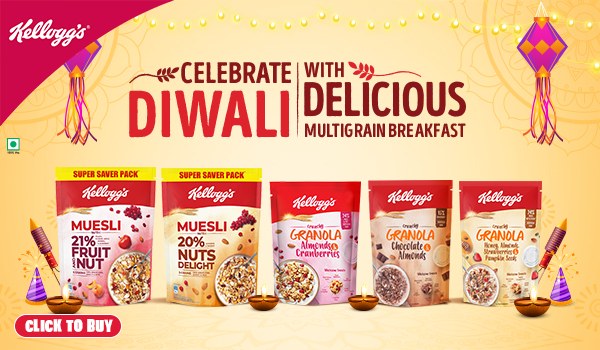 Kellogg's
CELEBRATE
DIWALI
WITH
DELICIOUS
MULTIGRAIN BREAKFAST
SUPER SAVER PACK
Kellogg's
MUESLI
21%
FRUIT
NUT
SUPER SAVER PACK
Kellogg's
MUESLI
20%
NUTS
DELIGHT
Kellogg's
Crunchy
GRANOLA
Almonds &
Cranberries
Kellogg's
Crunchy
GRANOLA
Chocolate &
Almonds
Kellogg's
Crunchy
GRANOLA
Honey, Almonds,
Strawberries &
Pumpkin Seeds
CLICK TO BUY